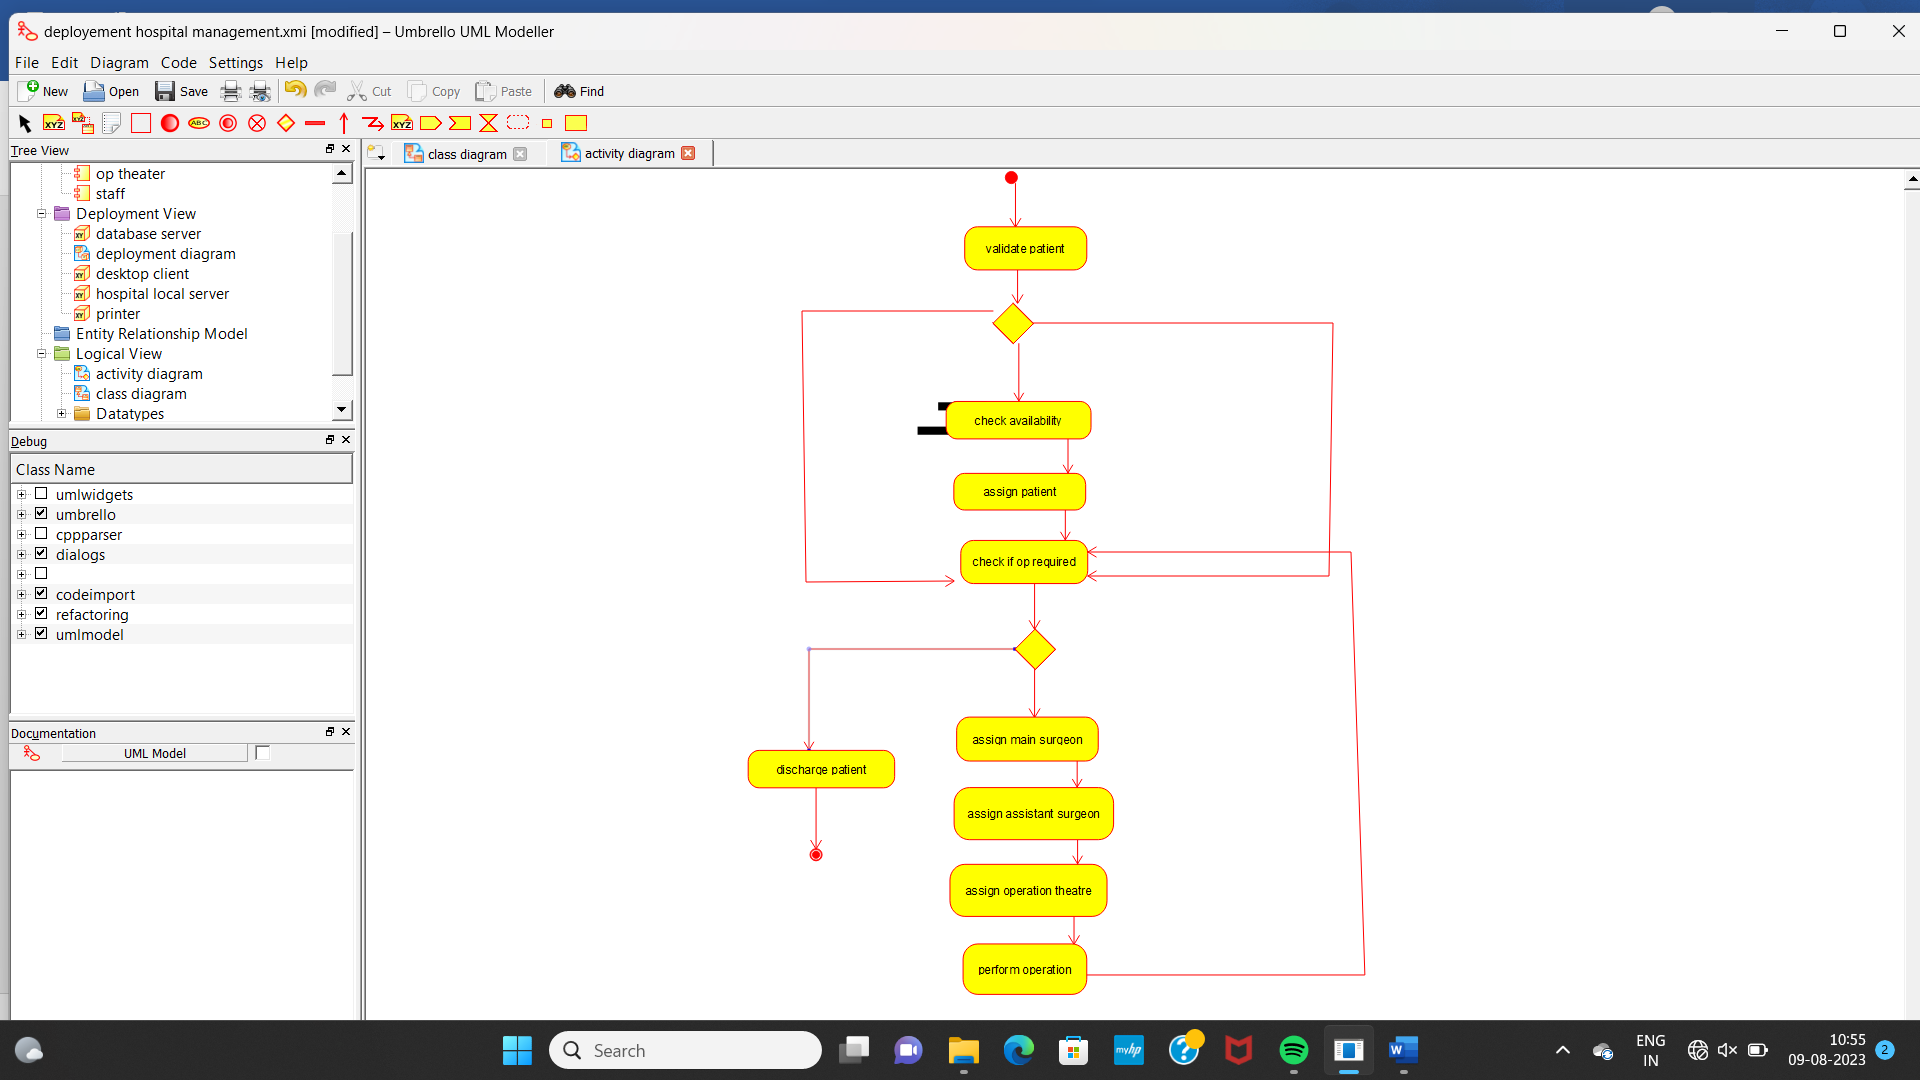 deployement hospital management.xmi [modified] – Umbrello UML Modeller
File Edit Diagram Code Settings Help
New Open Save Cut Copy Paste Find
XYZ ABC XYZ
Tree View
class diagram activity diagram
op theater
staff
Deployment View
database server
deployment diagram
desktop client
hospital local server
printer
Entity Relationship Model
Logical View
activity diagram
class diagram
Datatypes
Debug
Class Name
umlwidgets
umbrello
cppparser
dialogs
codeimport
refactoring
umlmodel
Documentation
UML Model
validate patient
check availability
assign patient
check if op required
assign main surgeon
discharge patient
assign assistant surgeon
assign operation theatre
perform operation
Search
myhp
W
ENG
IN
10:55
09-08-2023
2